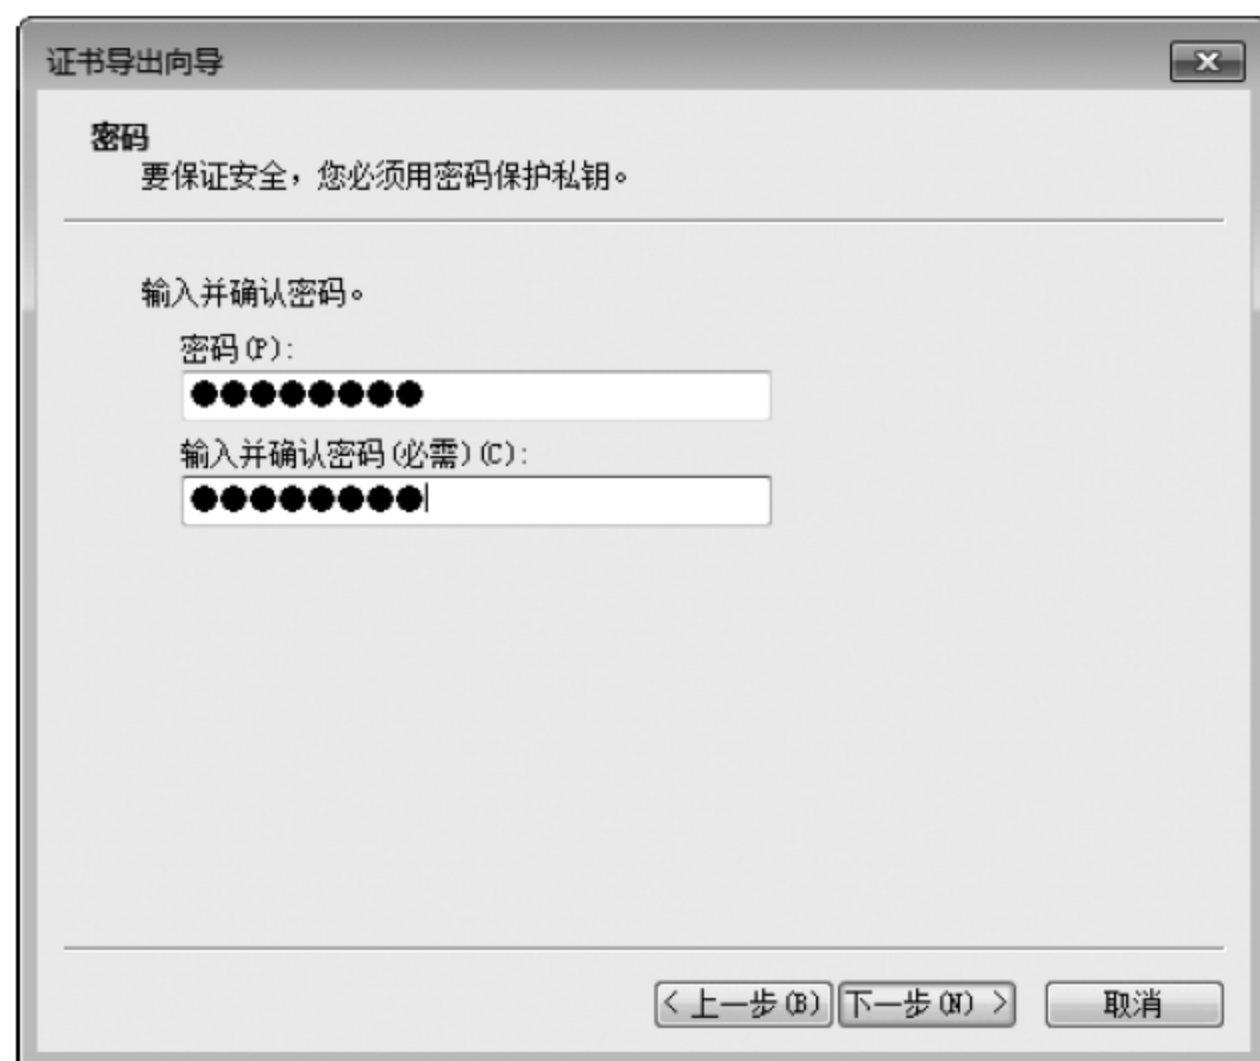 证书导出向导
密码
要保证安全，您必须用密码保护私钥。
输入并确认密码。
密码(P):
●●●●●●●●
输入并确认密码(必需)(C):
●●●●●●●●
< 上一步(B) 下一步(N) > 取消